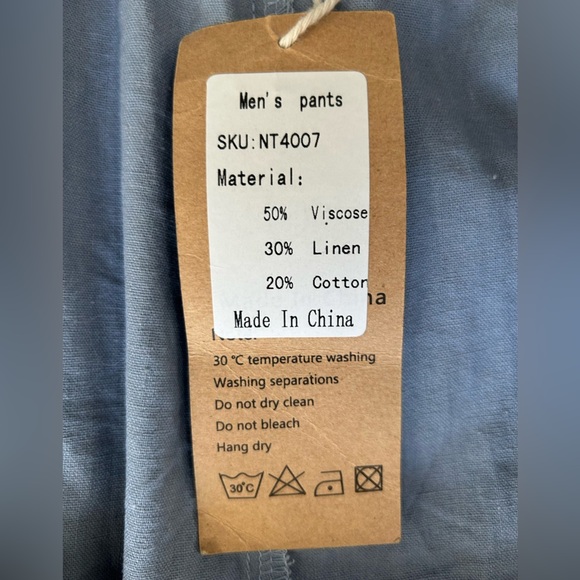 Men's pants
SKU:NT4007
Material:
50% Viscose
30% Linen
20% Cotton
Made In China
30 ℃ temperature washing
Washing separations
Do not dry clean
Do not bleach
Hang dry
30℃